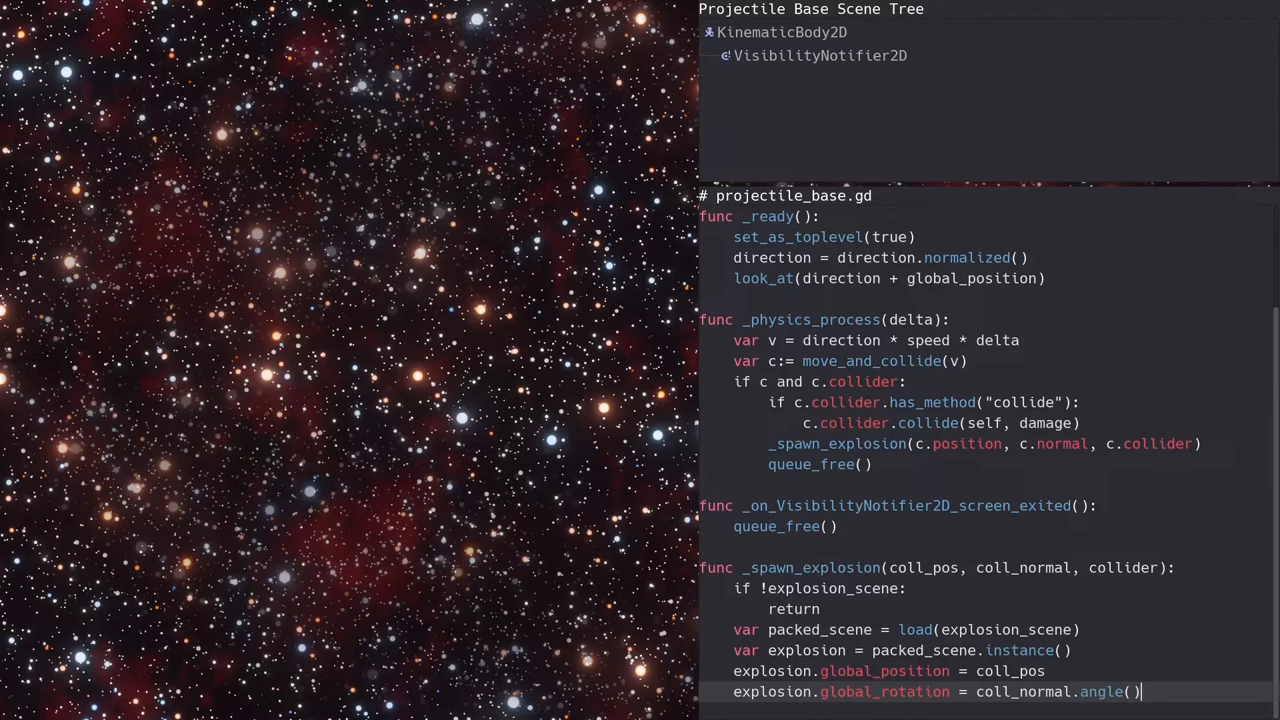 Projectile Base Scene Tree
KinematicBody2D
VisibilityNotifier2D
# projectile_base.gd
func _ready():
    set_as_toplevel(true)
    direction = direction.normalized()
    look_at(direction + global_position)

func _physics_process(delta):
    var v = direction * speed * delta
    var c:= move_and_collide(v)
    if c and c.collider:
        if c.collider.has_method("collide"):
            c.collider.collide(self, damage)
        _spawn_explosion(c.position, c.normal, c.collider)
        queue_free()

func _on_VisibilityNotifier2D_screen_exited():
    queue_free()

func _spawn_explosion(coll_pos, coll_normal, collider):
    if !explosion_scene:
        return
    var packed_scene = load(explosion_scene)
    var explosion = packed_scene.instance()
    explosion.global_position = coll_pos
    explosion.global_rotation = coll_normal.angle()